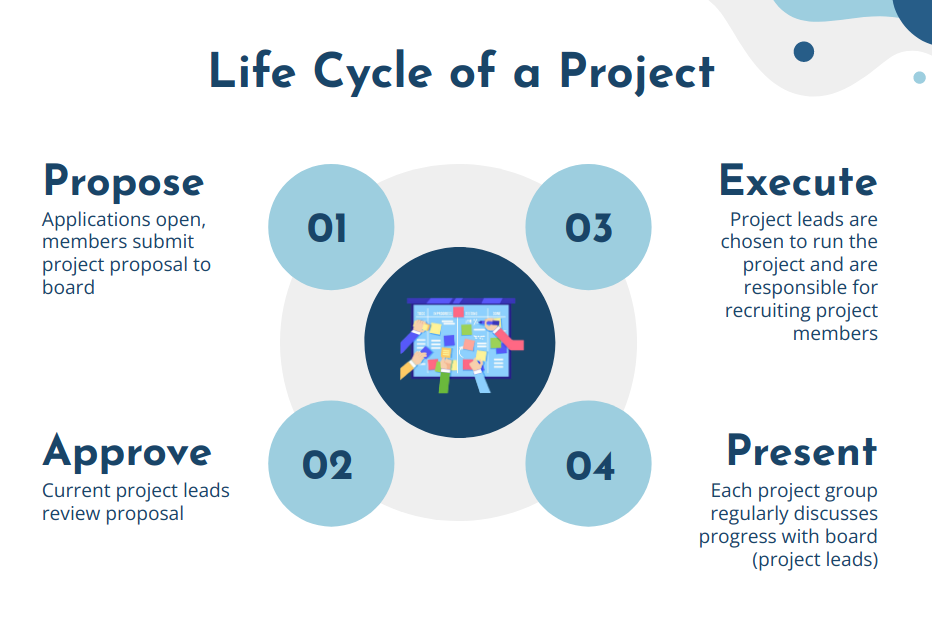 Life Cycle of a Project
Propose
Applications open,
members submit
project proposal to
board
01
Approve
Current project leads
review proposal
02
03
Execute
Project leads are
chosen to run the
project and are
responsible for
recruiting project
members
04
Present
Each project group
regularly discusses
progress with board
(project leads)